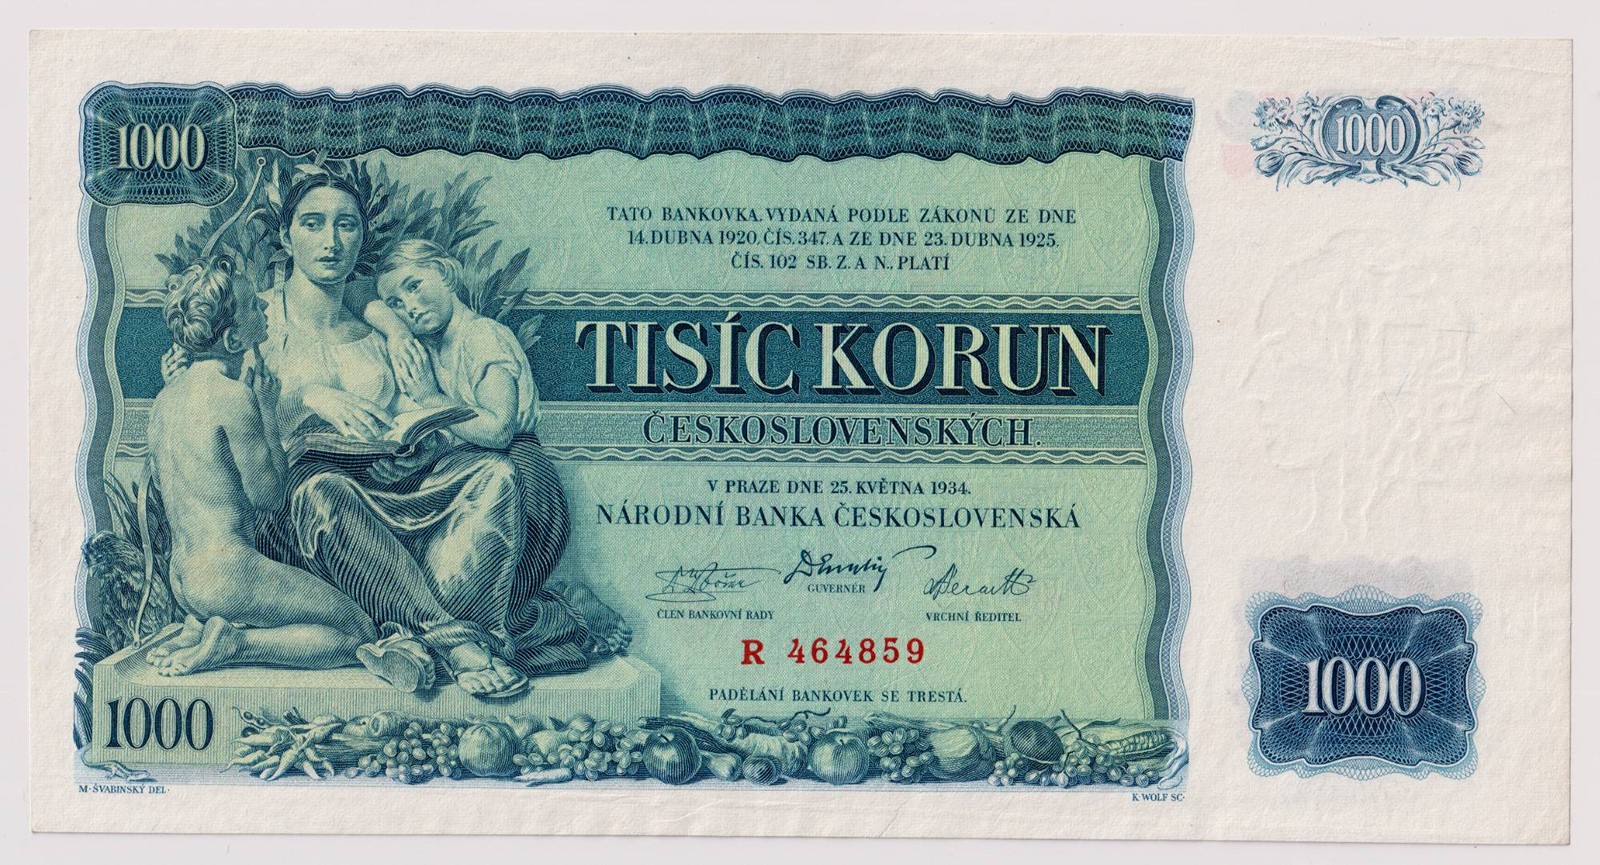 1000
1000
TATO BANKOVKA, VYDANÁ PODLE ZÁKONŮ ZE DNE
14. DUBNA 1920, ČÍS. 347. A ZE DNE 23. DUBNA 1925,
ČÍS. 102 SB. Z. A N., PLATÍ
TISÍC KORUN
ČESKOSLOVENSKÝCH.
V PRAZE DNE 25. KVĚTNA 1934.
NÁRODNÍ BANKA ČESKOSLOVENSKÁ
ČLEN BANKOVNÍ RADY
GUVERNÉR
VRCHNÍ ŘEDITEL
R 464859
PADĚLÁNÍ BANKOVEK SE TRESTÁ.
1000
1000
M. ŠVABINSKÝ DEL.
K. WOLF SC.